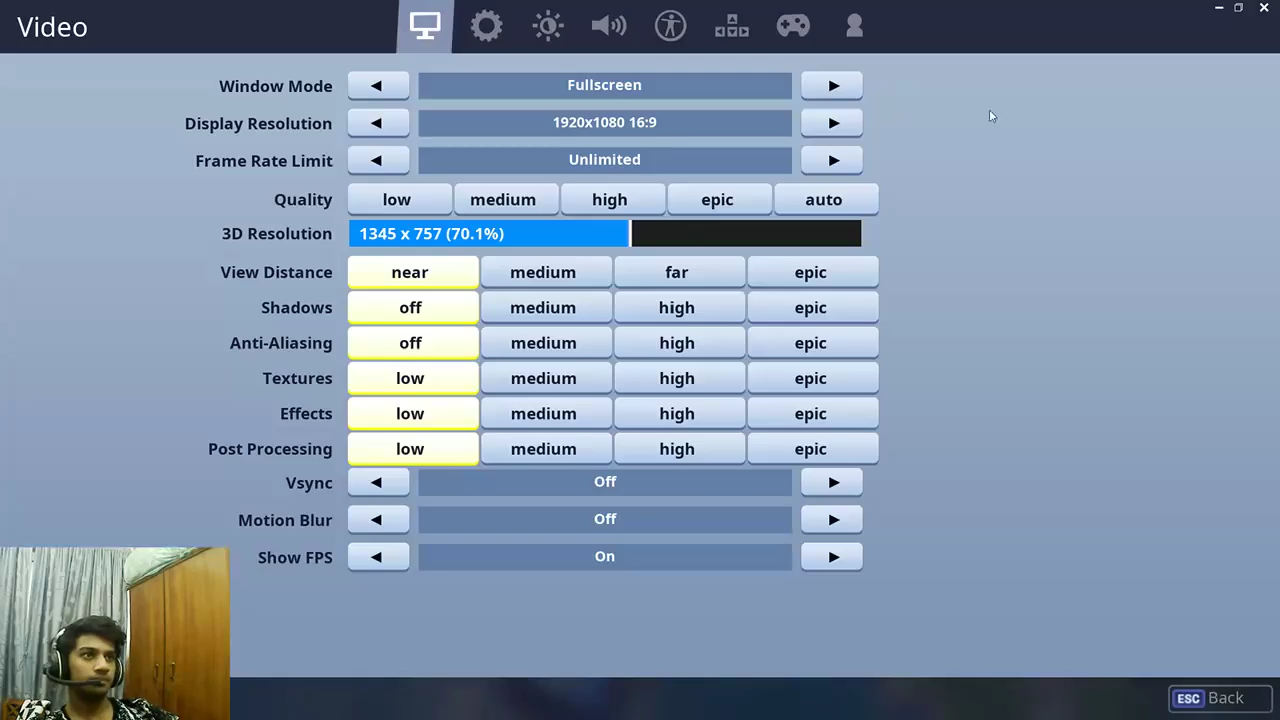 Video
Window Mode ◀ Fullscreen ▶
Display Resolution ◀ 1920x1080 16:9 ▶
Frame Rate Limit ◀ Unlimited ▶
Quality low medium high epic auto
3D Resolution 1345 x 757 (70.1%)
View Distance near medium far epic
Shadows off medium high epic
Anti-Aliasing off medium high epic
Textures low medium high epic
Effects low medium high epic
Post Processing low medium high epic
Vsync ◀ Off ▶
Motion Blur ◀ Off ▶
Show FPS ◀ On ▶
ESC Back